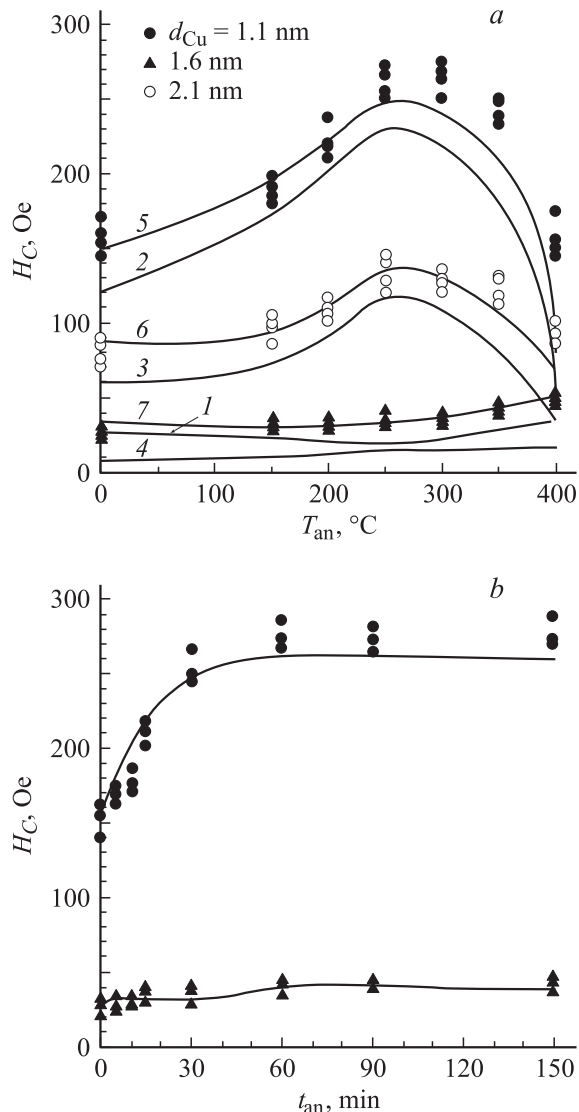 a
300
d_Cu = 1.1 nm
1.6 nm
2.1 nm
200
H_C, Oe
5
2
100
6
3
7
1
4
0
0 100 200 300 400
T_an, °C
b
300
200
H_C, Oe
100
0
0 30 60 90 120 150
t_an, min